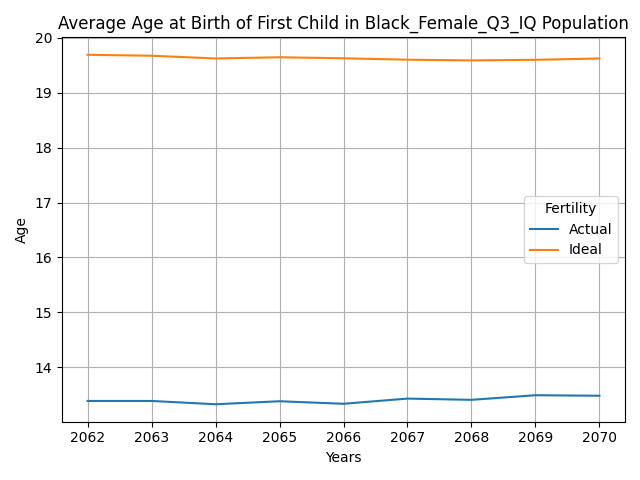 Average Age at Birth of First Child in Black_Female_Q3_IQ Population
20
19
18
17
16
15
14
Age
Fertility
Actual
Ideal
2062 2063 2064 2065 2066 2067 2068 2069 2070
Years